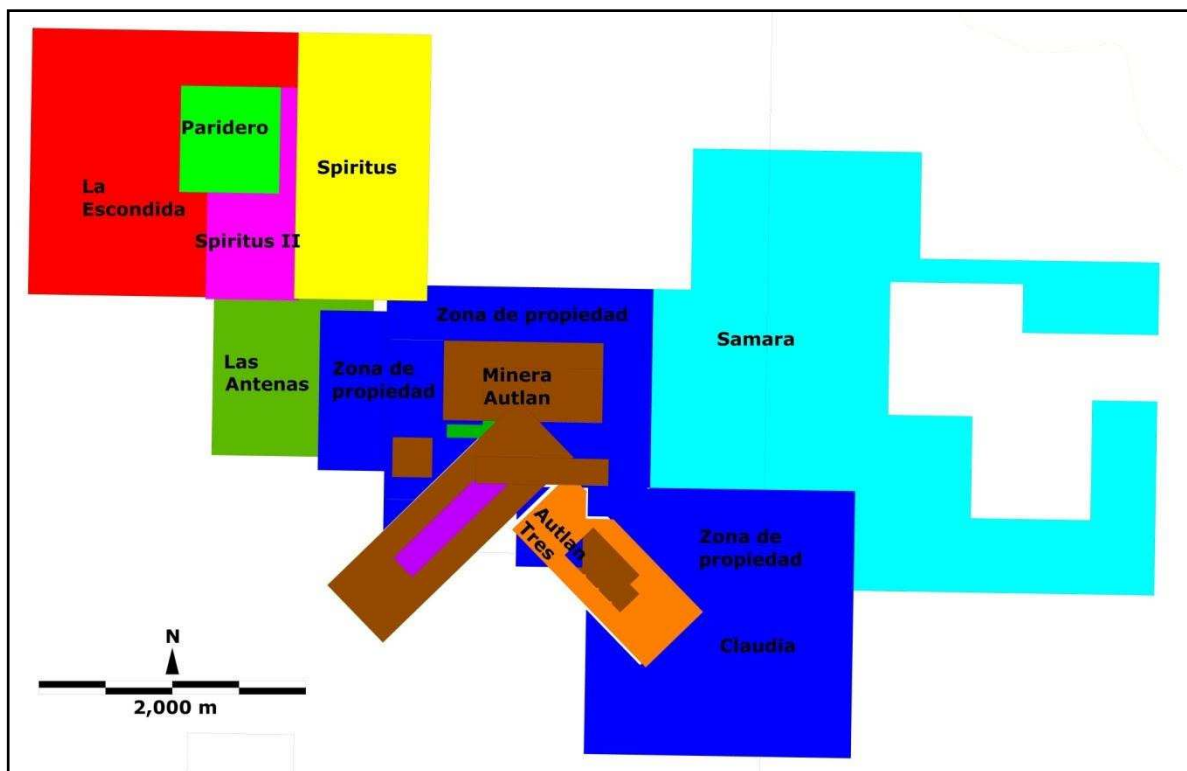 Paridero
Spiritus
La
Escondida
Spiritus II
Zona de propiedad
Samara
Las
Antenas
Zona de
propiedad
Minera
Autlan
Autlan
Tres
Zona de
propiedad
Claudia
N
2,000 m